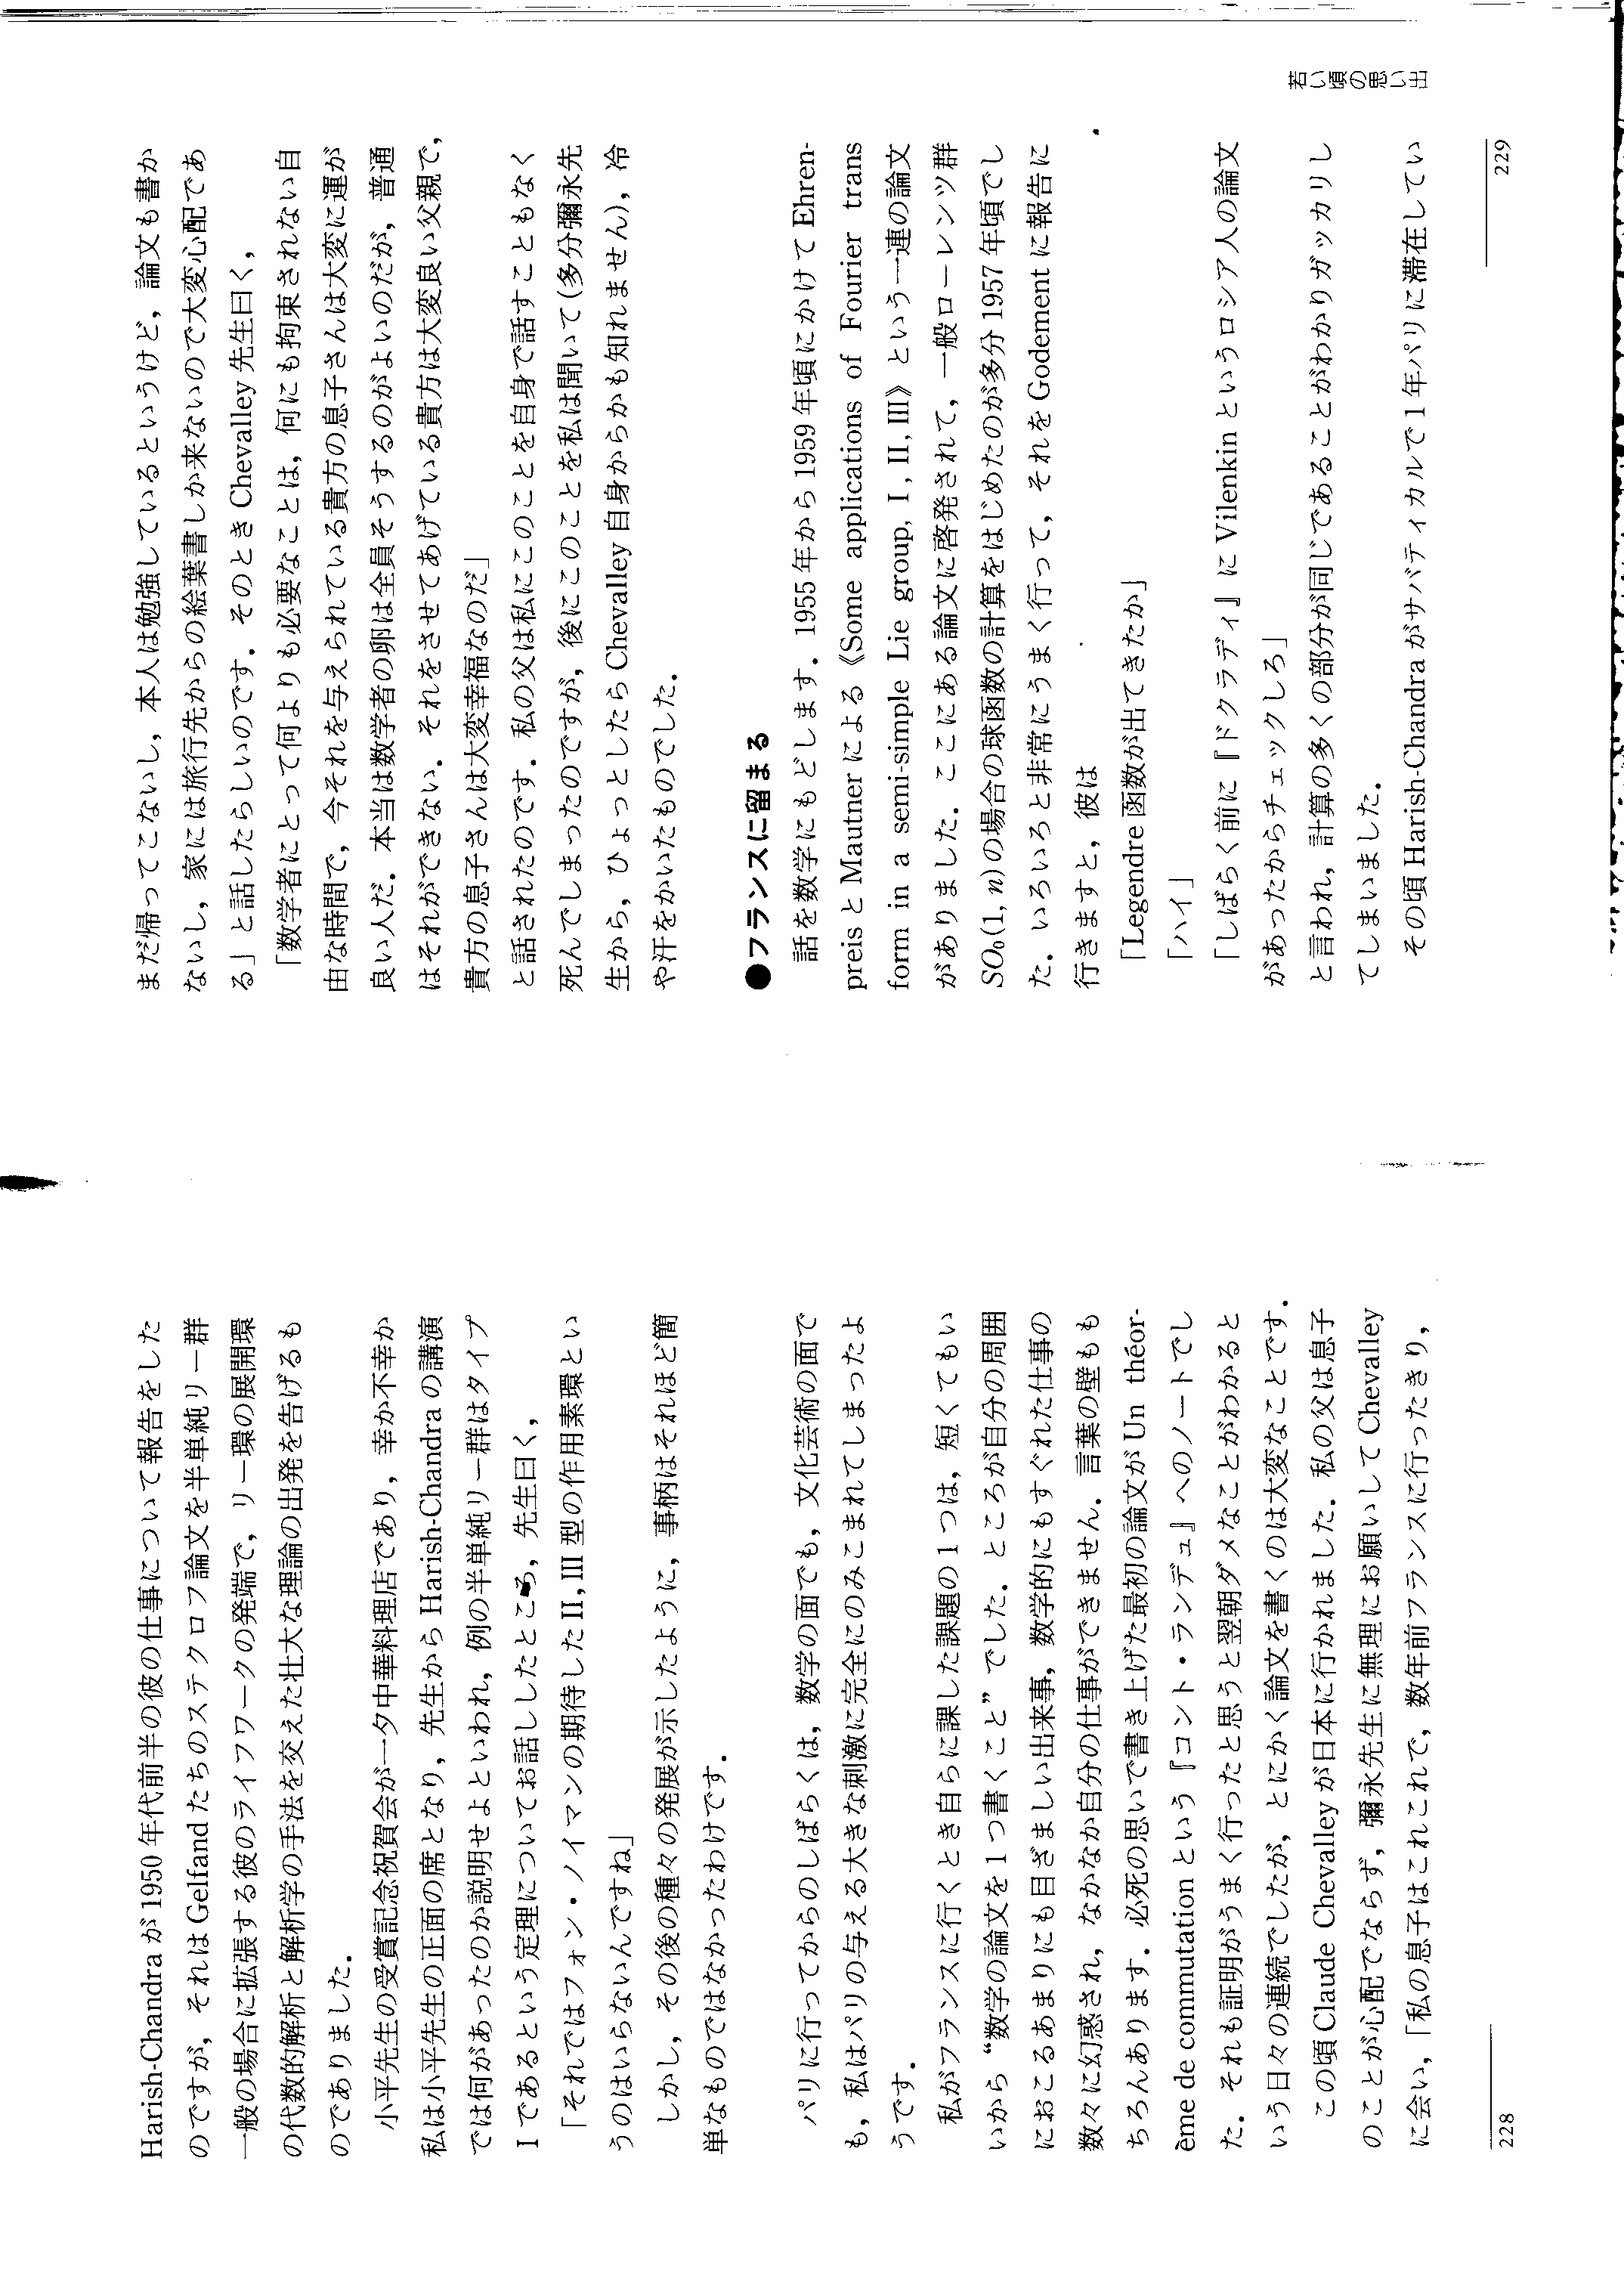 Harish-Chandra が 1950 年代前半の彼の仕事について報告をした
のですが，それは Gelfand たちのステクロフ論文を半単純リー群
一般の場合に拡張する彼のライフワークの発端で，リー環の展開環
の代数的解析と解析学の手法を交えた壮大な理論の出発を告げるも
のでありました．
小平先生の受賞記念祝賀会が一夕中華料理店であり，幸か不幸か
私は小平先生の正面の席となり，先生から Harish-Chandra の講演
では何があったのか説明せよといわれ，例の半単純リー群はタイプ
I であるという定理についてお話ししたところ，先生曰く，
「それではフォン・ノイマンの期待した II, III 型の作用素環とい
うのはいらないんですね」
しかし，その後の種々の発展が示したように，事柄はそれほど簡
単なものではなかったわけです．
パリに行ってからのしばらくは，数学の面でも，文化芸術の面で
も，私はパリの与える大きな刺激に完全にのみこまれてしまったよ
うです．
私がフランスに行くとき自らに課した課題の1つは，短くてもい
いから “数学の論文を1つ書くこと” でした．ところが自分の周囲
におこるあまりにも目ざましい出来事，数学的にもすぐれた仕事の
数々に幻惑され，なかなか自分の仕事ができません．言葉の壁もも
ちろんあります．必死の思いで書き上げた最初の論文が Un théor-
ème de commutation という『コント・ランデュ』へのノートでし
た．それも証明がうまく行ったと思うと翌朝ダメなことがわかると
いう日々の連続でしたが，とにかく論文を書くのは大変なことです．
この頃 Claude Chevalley が日本に行かれました．私の父は息子
のことが心配でならず，彌永先生に無理にお願いして Chevalley
に会い，「私の息子はこれこれで，数年前フランスに行ったきり，
228
まだ帰ってこないし，本人は勉強しているというけど，論文も書か
ないし，家には旅行先からの絵葉書しか来ないので大変心配であ
る」と話したらしいのです．そのとき Chevalley 先生曰く，
「数学者にとって何よりも必要なことは，何にも拘束されない自
由な時間で，今それを与えられている貴方の息子さんは大変に運が
良い人だ．本当は数学者の卵は全員そうするのがよいのだが，普通
はそれができない．それをさせてあげている貴方は大変良い父親で，
貴方の息子さんは大変幸福なのだ」
と話されたのです．私の父は私にこのことを自身で話すこともなく
死んでしまったのですが，後にこのことを私は聞いて(多分彌永先
生から，ひょっとしたら Chevalley 自身からかも知れません)，冷
や汗をかいたものでした．
●フランスに留まる
話を数学にもどします．1955 年から 1959 年頃にかけて Ehren-
preis と Mautner による《Some applications of Fourier trans
form in a semi-simple Lie group, I, II, III》という一連の論文
がありました．ここにある論文に啓発されて，一般ローレンツ群
SO₀(1, n) の場合の球函数の計算をはじめたのが多分 1957 年頃でし
た．いろいろと非常にうまく行って，それを Godement に報告に
行きますと，彼は
「Legendre 函数が出てきたか」
「ハイ」
「しばらく前に『ドクラディ』に Vilenkin というロシア人の論文
があったからチェックしろ」
と言われ，計算の多くの部分が同じであることがわかりガッカリし
てしまいました．
その頃 Harish-Chandra がサバティカルで1年パリに滞在してい
若い頃の思い出
229